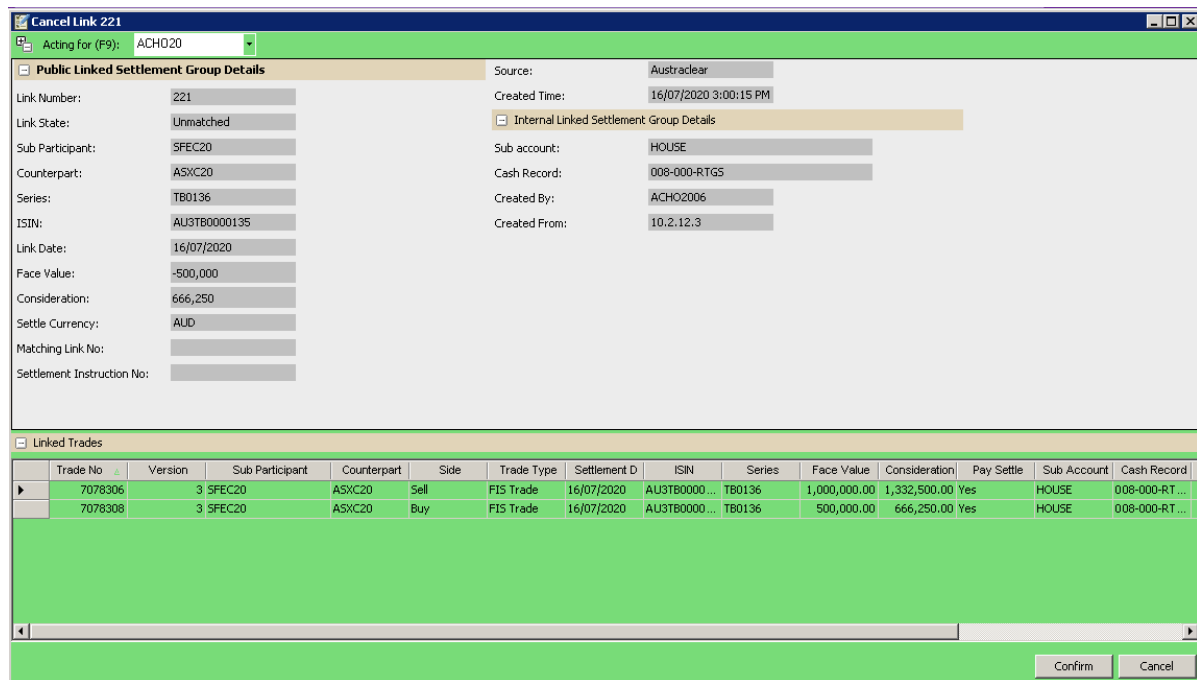 Cancel Link 221
Acting for (F9): ACHO20
Public Linked Settlement Group Details
Link Number: 221
Link State: Unmatched
Sub Participant: SFEC20
Counterpart: ASXC20
Series: TB0136
ISIN: AU3TB0000135
Link Date: 16/07/2020
Face Value: -500,000
Consideration: 666,250
Settle Currency: AUD
Matching Link No:
Settlement Instruction No:
Source: Austraclear
Created Time: 16/07/2020 3:00:15 PM
Internal Linked Settlement Group Details
Sub account: HOUSE
Cash Record: 008-000-RTGS
Created By: ACHO2006
Created From: 10.2.12.3
Linked Trades
Trade No Version Sub Participant Counterpart Side Trade Type Settlement D ISIN Series Face Value Consideration Pay Settle Sub Account Cash Record
7078306 3 SFEC20 ASXC20 Sell FIS Trade 16/07/2020 AU3TB0000... TB0136 1,000,000.00 1,332,500.00 Yes HOUSE 008-000-RT...
7078308 3 SFEC20 ASXC20 Buy FIS Trade 16/07/2020 AU3TB0000... TB0136 500,000.00 666,250.00 Yes HOUSE 008-000-RT...
Confirm Cancel